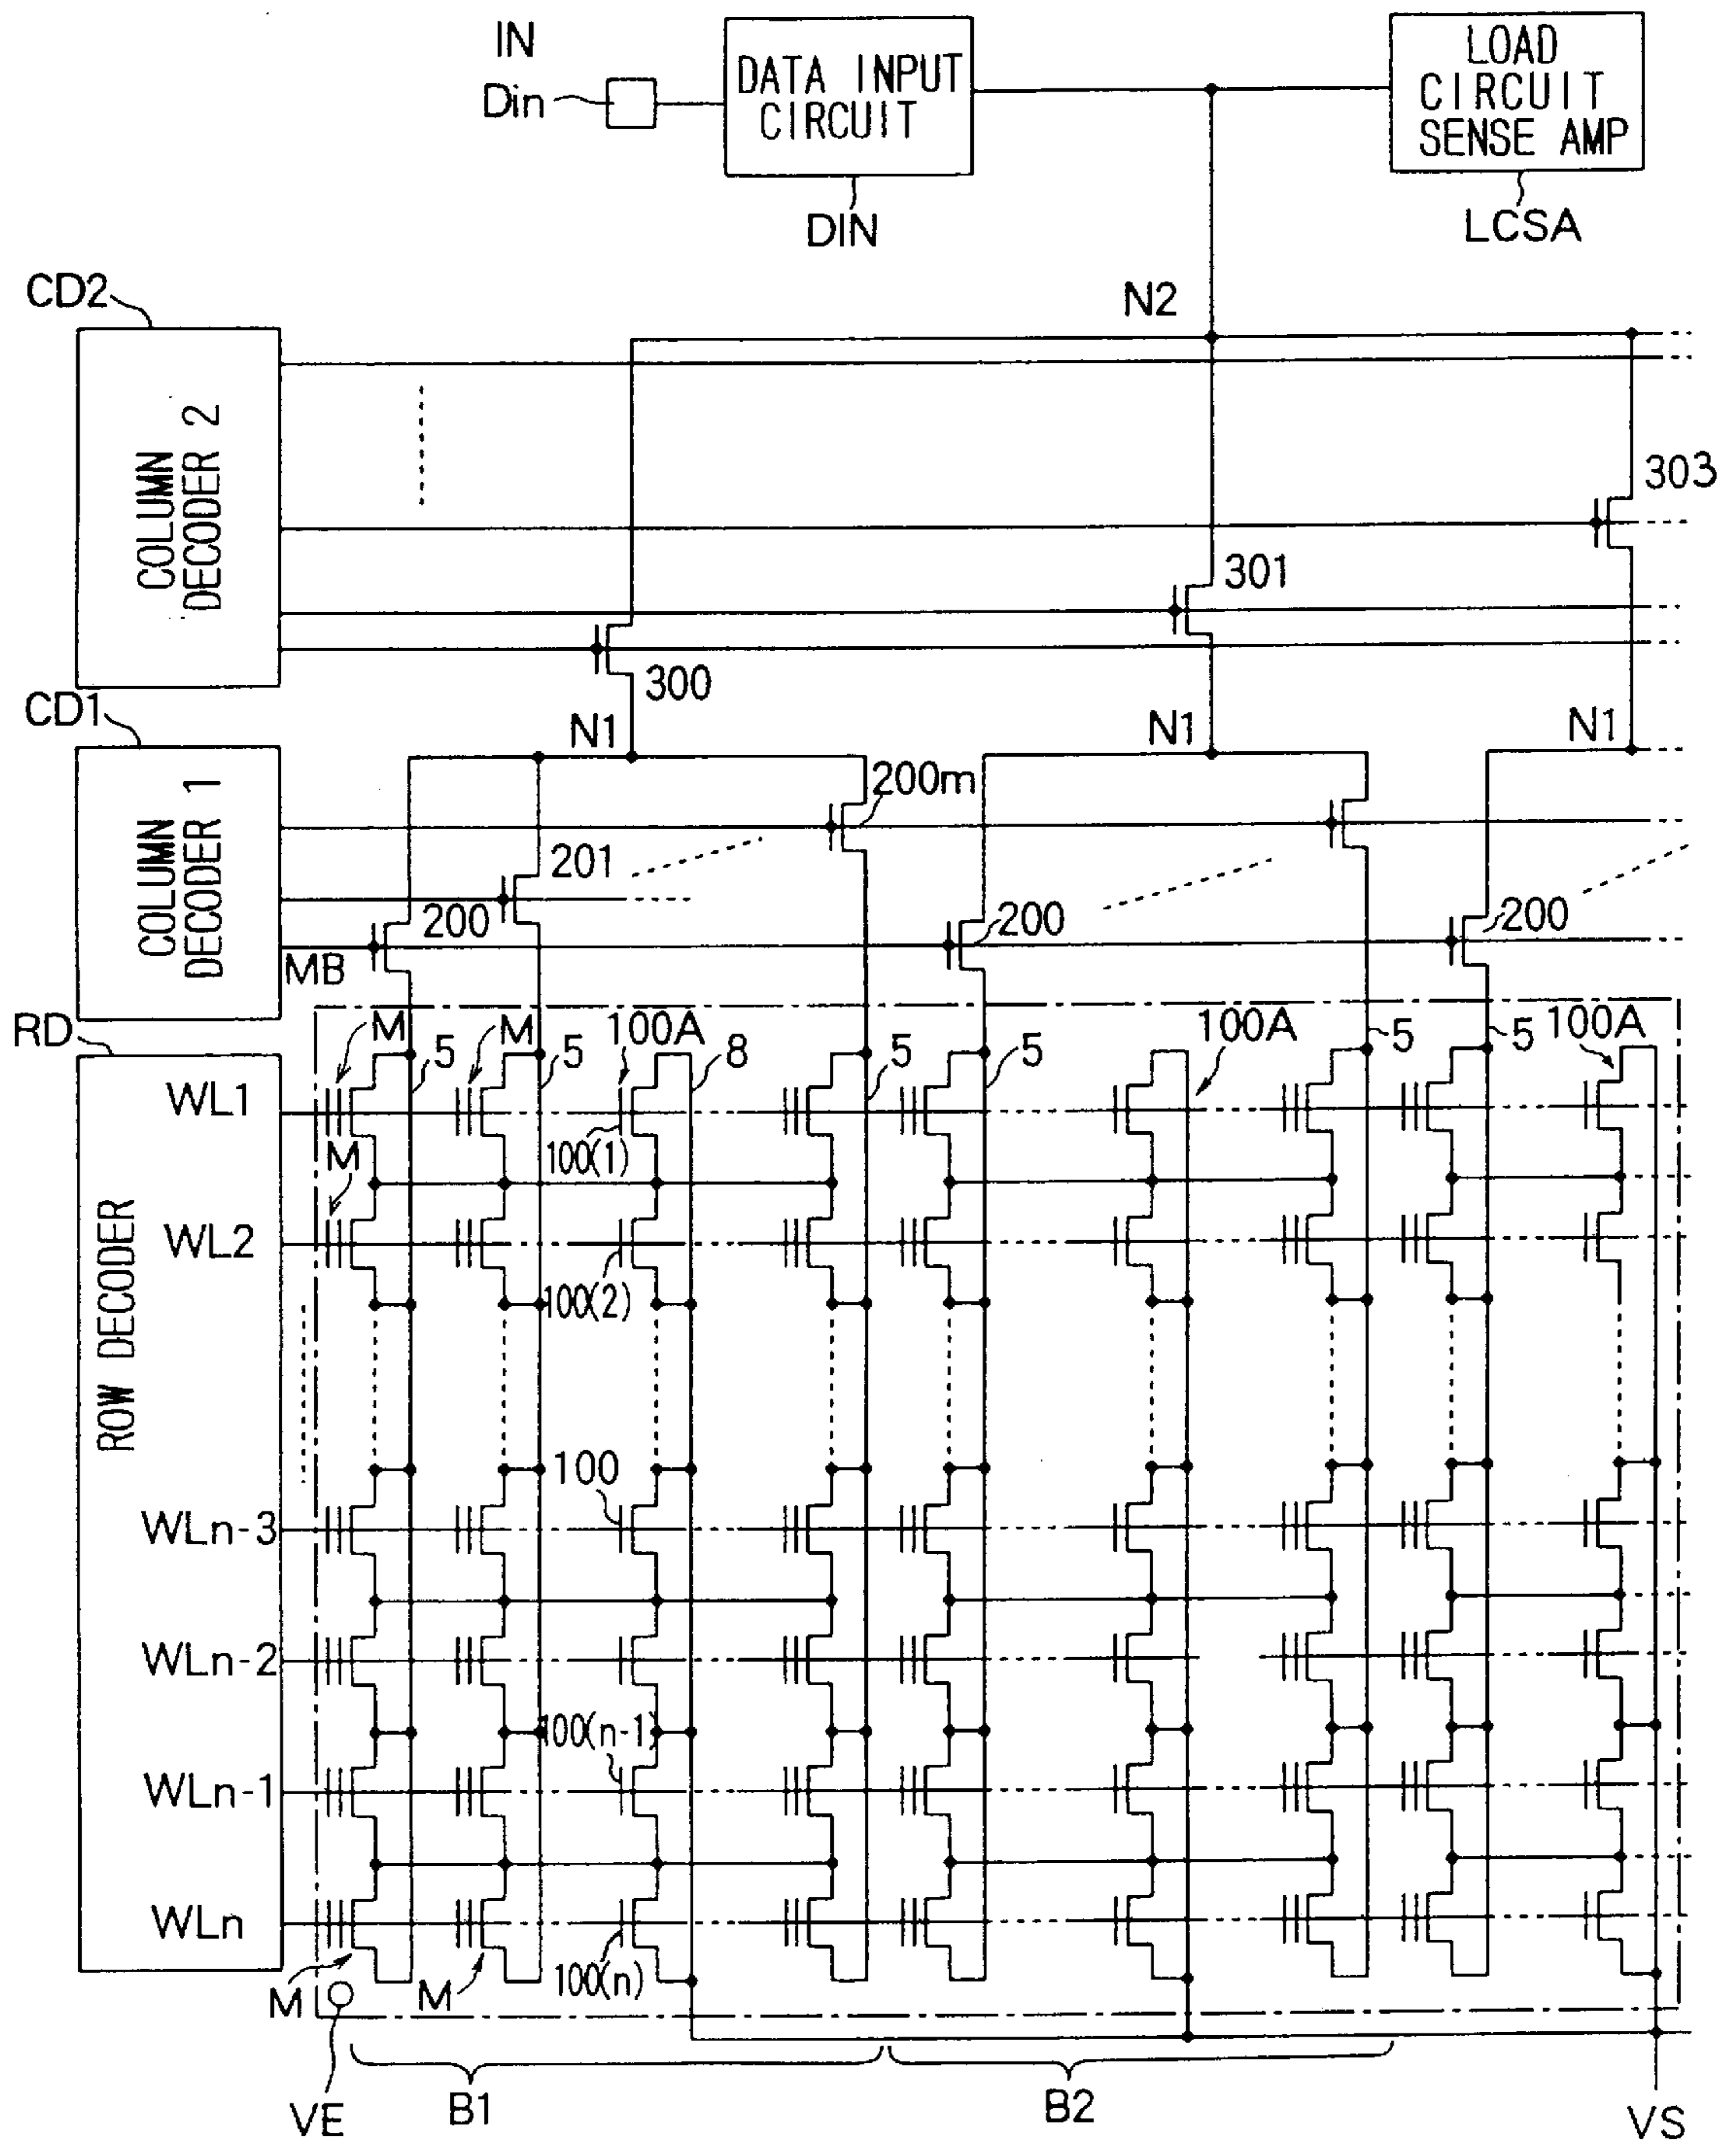 IN
Din
DATA INPUT
CIRCUIT
LOAD
CIRCUIT
SENSE AMP
DIN
LCSA
CD2
N2
COLUMN
DECODER 2
303
301
300
CD1
N1
N1
N1
COLUMN
DECODER 1
200m
201
200
200
200
MB
RD
M
M
100A
100A
100A
5
5
8
5
5
5
5
WL1
100(1)
M
WL2
100(2)
ROW DECODER
100
WLn-3
WLn-2
100(n-1)
WLn-1
WLn
100(n)
M
M
VE
B1
B2
VS